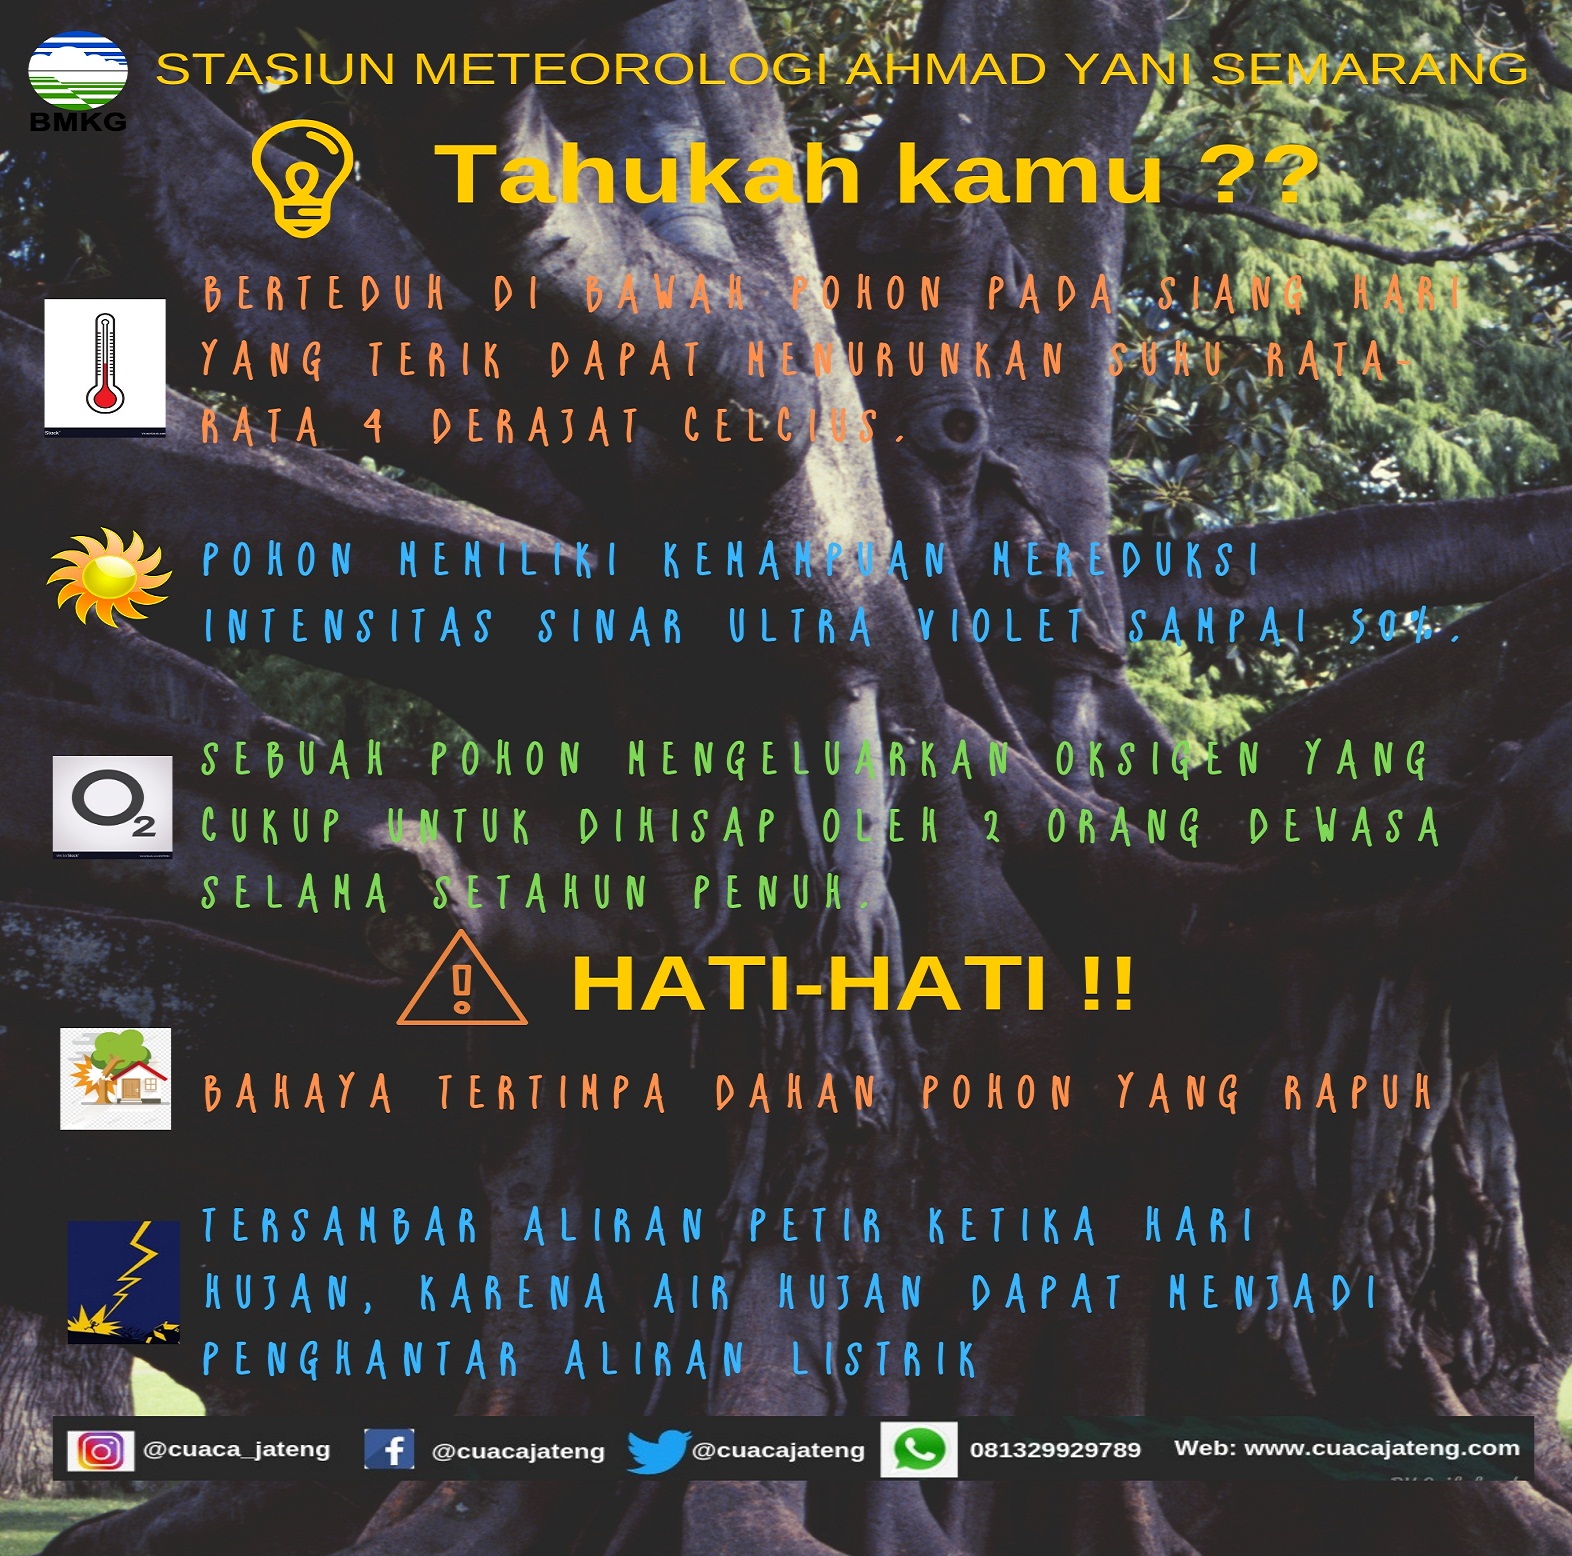 BMKG
STASIUN METEOROLOGI AHMAD YANI SEMARANG
Tahukah kamu ??
BERTEDUH DI BAWAH POHON PADA SIANG HARI
YANG TERIK DAPAT MENURUNKAN SUHU RATA-
RATA 4 DERAJAT CELCIUS.
POHON MEMILIKI KEMAMPUAN MEREDUKSI
INTENSITAS SINAR ULTRA VIOLET SAMPAI 50%.
O2
SEBUAH POHON MENGELUARKAN OKSIGEN YANG
CUKUP UNTUK DIHISAP OLEH 2 ORANG DEWASA
SELAMA SETAHUN PENUH.
HATI-HATI !!
BAHAYA TERTIMPA DAHAN POHON YANG RAPUH
TERSAMBAR ALIRAN PETIR KETIKA HARI
HUJAN, KARENA AIR HUJAN DAPAT MENJADI
PENGHANTAR ALIRAN LISTRIK
@cuaca_jateng @cuacajateng @cuacajateng 081329929789 Web: www.cuacajateng.com